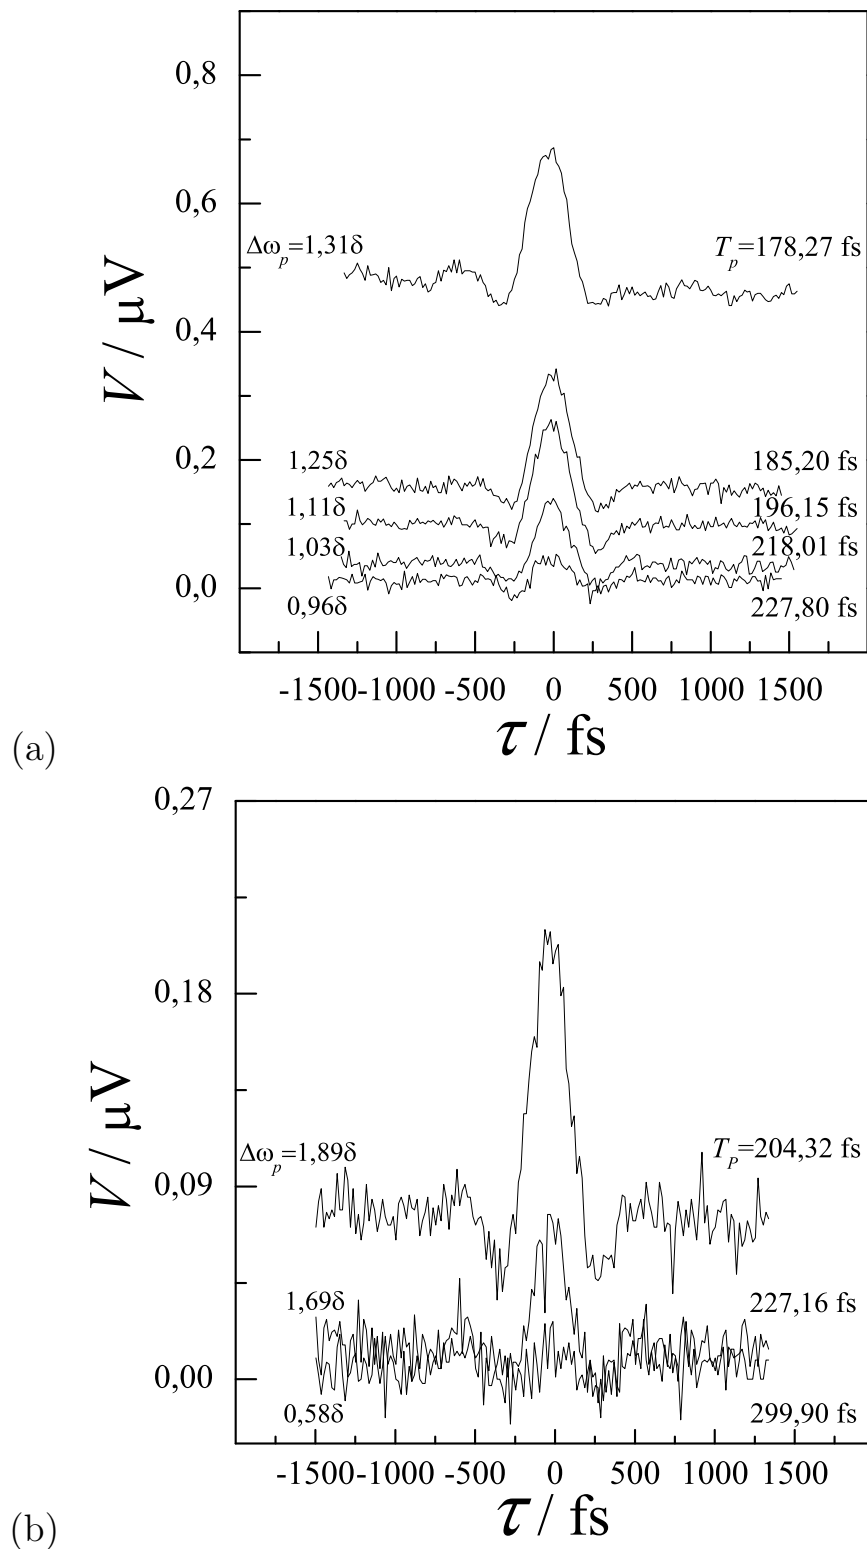 0,8
0,6
Δωp=1,31δ
Tp=178,27 fs
V / μV
0,4
0,2
1,25δ
185,20 fs
1,11δ
196,15 fs
1,03δ
218,01 fs
0,0
0,96δ
227,80 fs
-1500 -1000 -500 0 500 1000 1500
τ / fs
(a)
0,27
0,18
V / μV
Δωp=1,89δ
TP=204,32 fs
0,09
1,69δ
227,16 fs
0,00
0,58δ
299,90 fs
-1500 -1000 -500 0 500 1000 1500
τ / fs
(b)